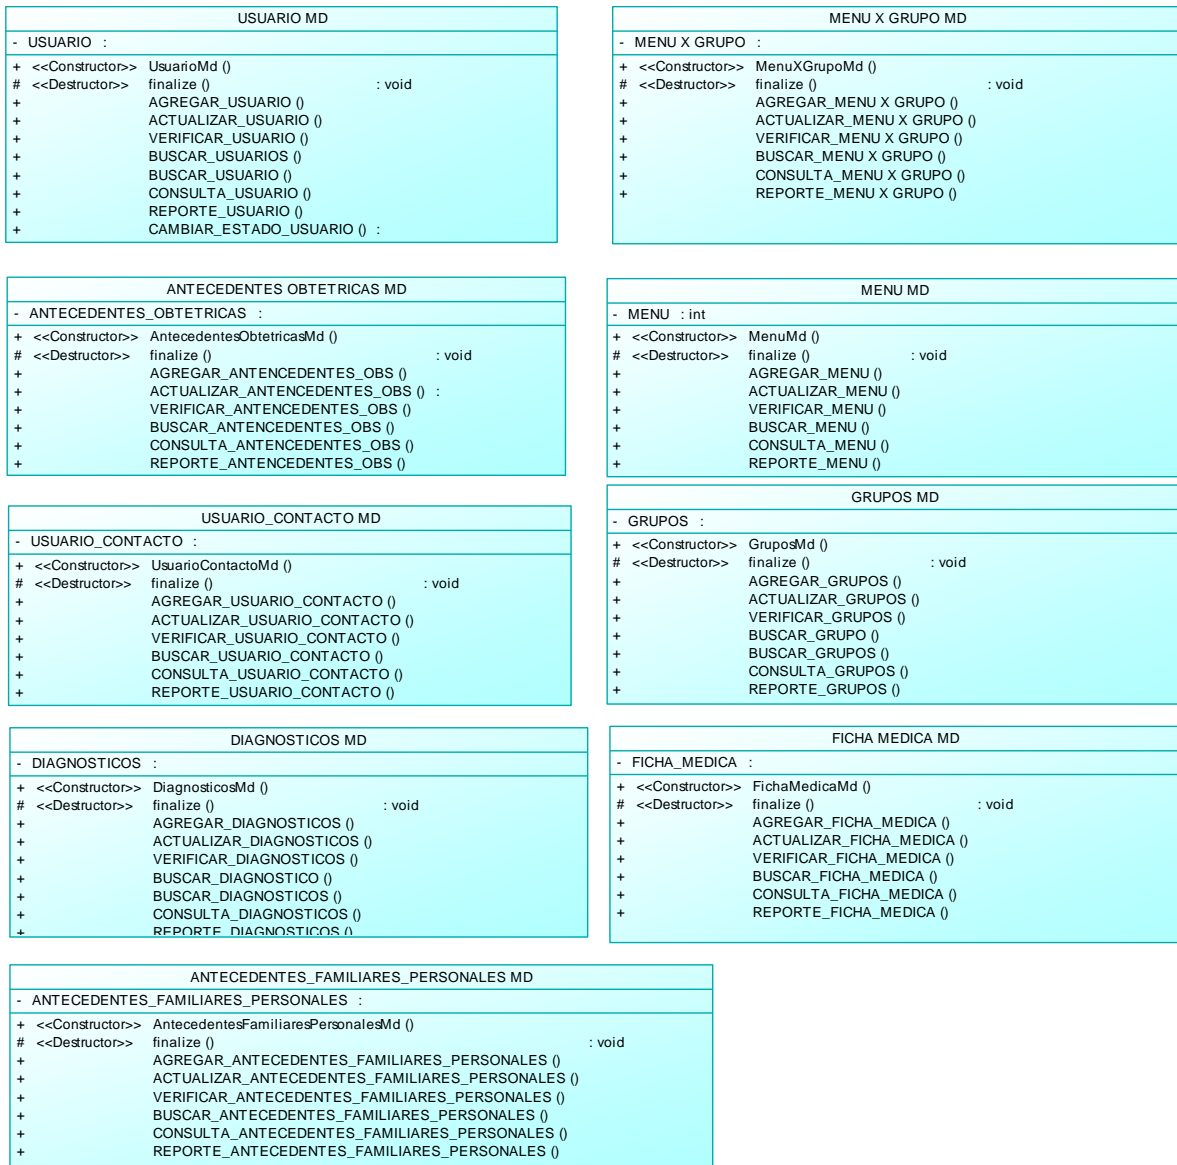 USUARIO MD
- USUARIO :
+ <<Constructor>> UsuarioMd ()
# <<Destructor>> finalize () : void
+ AGREGAR_USUARIO ()
+ ACTUALIZAR_USUARIO ()
+ VERIFICAR_USUARIO ()
+ BUSCAR_USUARIOS ()
+ BUSCAR_USUARIO ()
+ CONSULTA_USUARIO ()
+ REPORTE_USUARIO ()
+ CAMBIAR_ESTADO_USUARIO () :
MENU X GRUPO MD
- MENU X GRUPO :
+ <<Constructor>> MenuXGrupoMd ()
# <<Destructor>> finalize () : void
+ AGREGAR_MENU X GRUPO ()
+ ACTUALIZAR_MENU X GRUPO ()
+ VERIFICAR_MENU X GRUPO ()
+ BUSCAR_MENU X GRUPO ()
+ CONSULTA_MENU X GRUPO ()
+ REPORTE_MENU X GRUPO ()
ANTECEDENTES OBTETRICAS MD
- ANTECEDENTES_OBTETRICAS :
+ <<Constructor>> AntecedentesObtetricasMd ()
# <<Destructor>> finalize () : void
+ AGREGAR_ANTENCEDENTES_OBS ()
+ ACTUALIZAR_ANTENCEDENTES_OBS () :
+ VERIFICAR_ANTENCEDENTES_OBS ()
+ BUSCAR_ANTENCEDENTES_OBS ()
+ CONSULTA_ANTENCEDENTES_OBS ()
+ REPORTE_ANTENCEDENTES_OBS ()
MENU MD
- MENU : int
+ <<Constructor>> MenuMd ()
# <<Destructor>> finalize () : void
+ AGREGAR_MENU ()
+ ACTUALIZAR_MENU ()
+ VERIFICAR_MENU ()
+ BUSCAR_MENU ()
+ CONSULTA_MENU ()
+ REPORTE_MENU ()
USUARIO_CONTACTO MD
- USUARIO_CONTACTO :
+ <<Constructor>> UsuarioContactoMd ()
# <<Destructor>> finalize () : void
+ AGREGAR_USUARIO_CONTACTO ()
+ ACTUALIZAR_USUARIO_CONTACTO ()
+ VERIFICAR_USUARIO_CONTACTO ()
+ BUSCAR_USUARIO_CONTACTO ()
+ CONSULTA_USUARIO_CONTACTO ()
+ REPORTE_USUARIO_CONTACTO ()
GRUPOS MD
- GRUPOS :
+ <<Constructor>> GruposMd ()
# <<Destructor>> finalize () : void
+ AGREGAR_GRUPOS ()
+ ACTUALIZAR_GRUPOS ()
+ VERIFICAR_GRUPOS ()
+ BUSCAR_GRUPO ()
+ BUSCAR_GRUPOS ()
+ CONSULTA_GRUPOS ()
+ REPORTE_GRUPOS ()
DIAGNOSTICOS MD
- DIAGNOSTICOS :
+ <<Constructor>> DiagnosticosMd ()
# <<Destructor>> finalize () : void
+ AGREGAR_DIAGNOSTICOS ()
+ ACTUALIZAR_DIAGNOSTICOS ()
+ VERIFICAR_DIAGNOSTICOS ()
+ BUSCAR_DIAGNOSTICO ()
+ BUSCAR_DIAGNOSTICOS ()
+ CONSULTA_DIAGNOSTICOS ()
+ REPORTE_DIAGNOSTICOS ()
FICHA MEDICA MD
- FICHA_MEDICA :
+ <<Constructor>> FichaMedicaMd ()
# <<Destructor>> finalize () : void
+ AGREGAR_FICHA_MEDICA ()
+ ACTUALIZAR_FICHA_MEDICA ()
+ VERIFICAR_FICHA_MEDICA ()
+ BUSCAR_FICHA_MEDICA ()
+ CONSULTA_FICHA_MEDICA ()
+ REPORTE_FICHA_MEDICA ()
ANTECEDENTES_FAMILIARES_PERSONALES MD
- ANTECEDENTES_FAMILIARES_PERSONALES :
+ <<Constructor>> AntecedentesFamiliaresPersonalesMd ()
# <<Destructor>> finalize () : void
+ AGREGAR_ANTECEDENTES_FAMILIARES_PERSONALES ()
+ ACTUALIZAR_ANTECEDENTES_FAMILIARES_PERSONALES ()
+ VERIFICAR_ANTECEDENTES_FAMILIARES_PERSONALES ()
+ BUSCAR_ANTECEDENTES_FAMILIARES_PERSONALES ()
+ CONSULTA_ANTECEDENTES_FAMILIARES_PERSONALES ()
+ REPORTE_ANTECEDENTES_FAMILIARES_PERSONALES ()